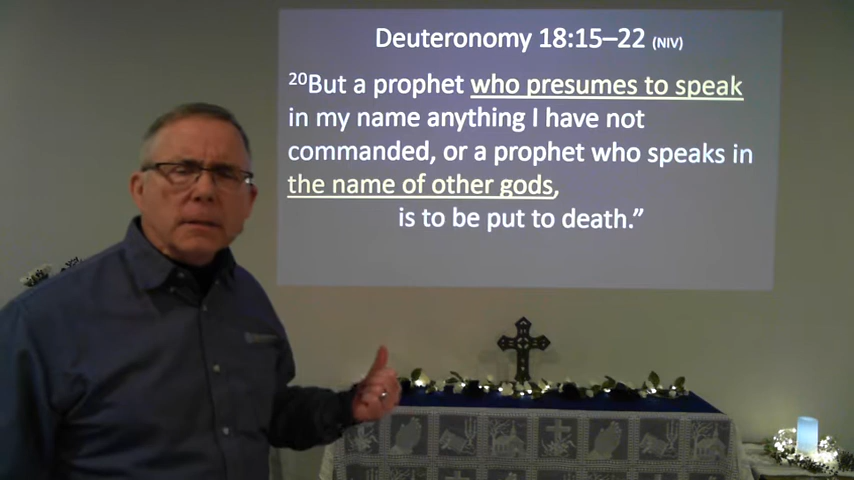 Deuteronomy 18:15–22 (NIV)
20But a prophet who presumes to speak
in my name anything I have not
commanded, or a prophet who speaks in
the name of other gods,
is to be put to death.”